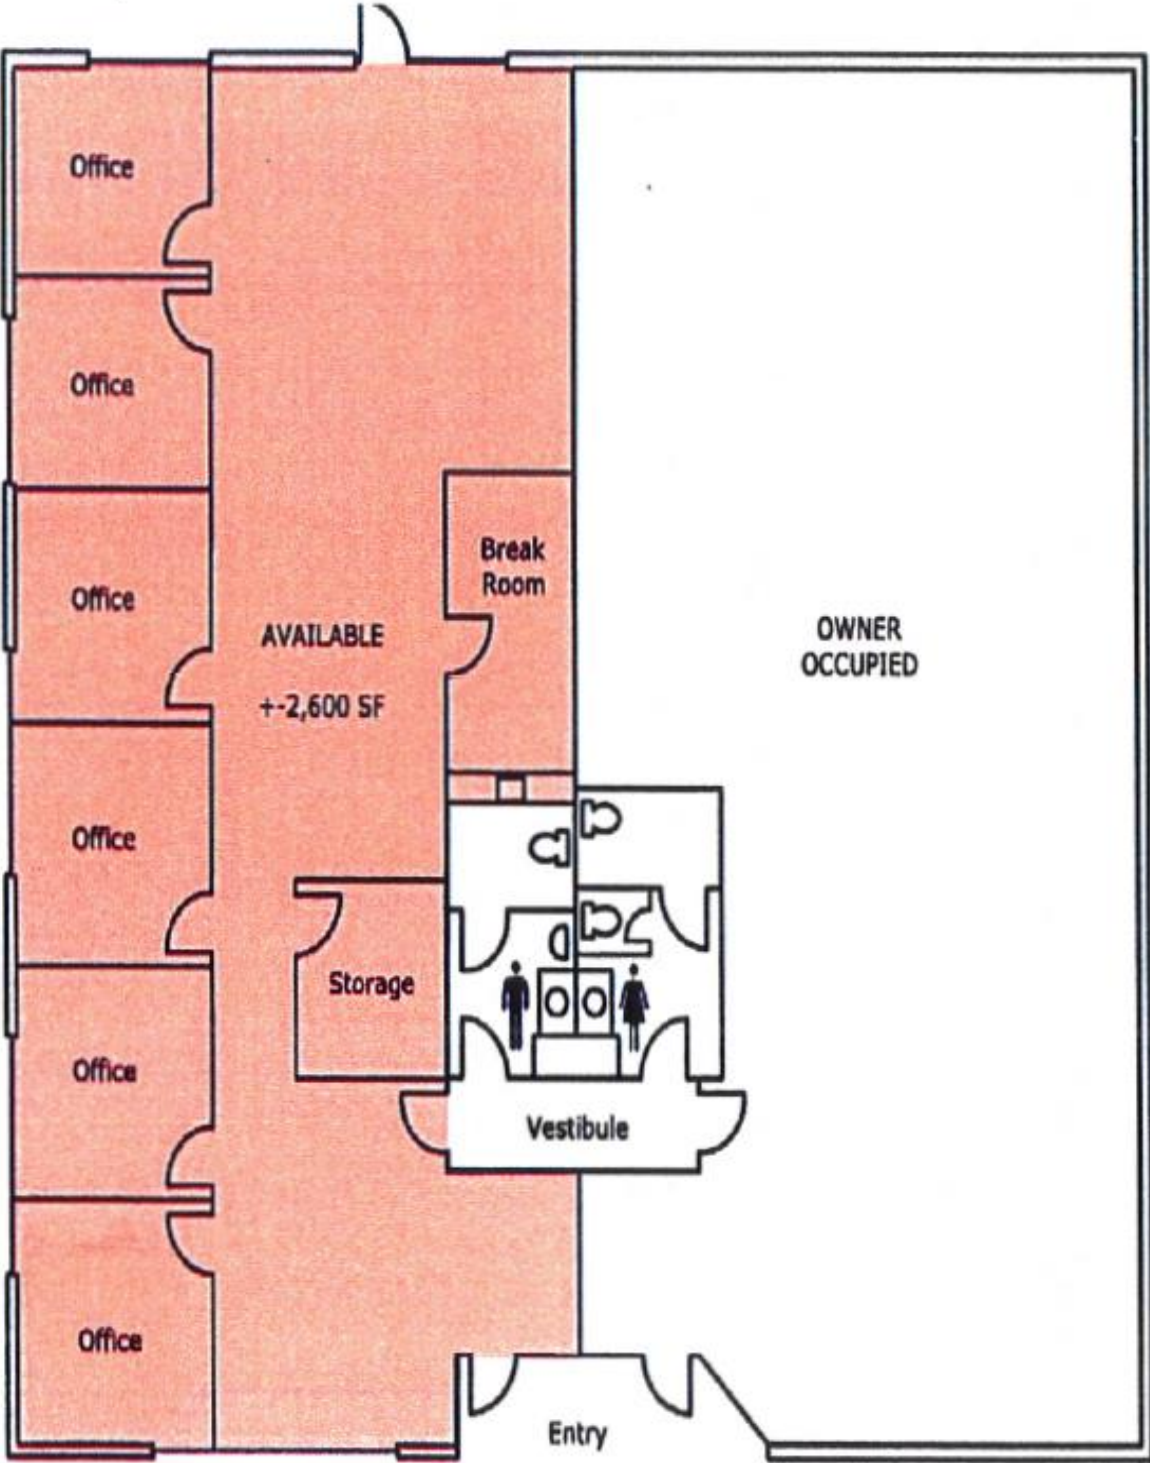 Office
Office
Break
Room
Office
AVAILABLE
+-2,600 SF
OWNER
OCCUPIED
Office
Storage
Office
Vestibule
Office
Entry